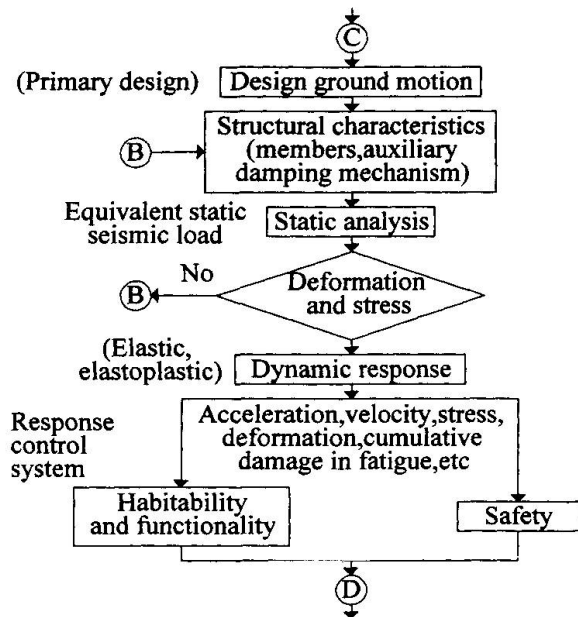 C
(Primary design)
Design ground motion
Structural characteristics
(members,auxiliary
damping mechanism)
B
Equivalent static
seismic load
Static analysis
No
Deformation
and stress
B
(Elastic,
elastoplastic)
Dynamic response
Response
control
system
Acceleration,velocity,stress,
deformation,cumulative
damage in fatigue,etc
Habitability
and functionality
Safety
D